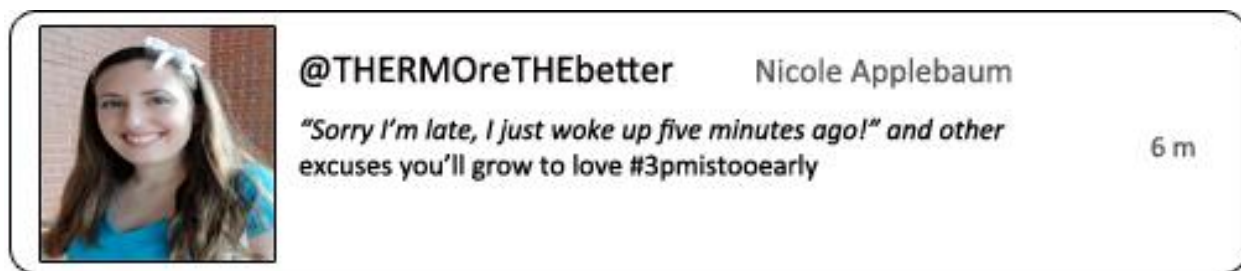 @THERMOreTHEbetter Nicole Applebaum
“Sorry I’m late, I just woke up five minutes ago!” and other
excuses you’ll grow to love #3pmistooearly
6 m